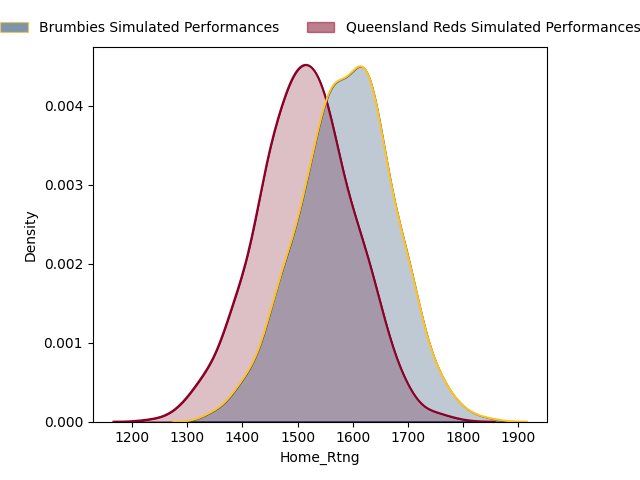 Brumbies Simulated Performances
Queensland Reds Simulated Performances
0.004
0.003
0.002
0.001
0.000
Density
1200 1300 1400 1500 1600 1700 1800 1900
Home_Rtng